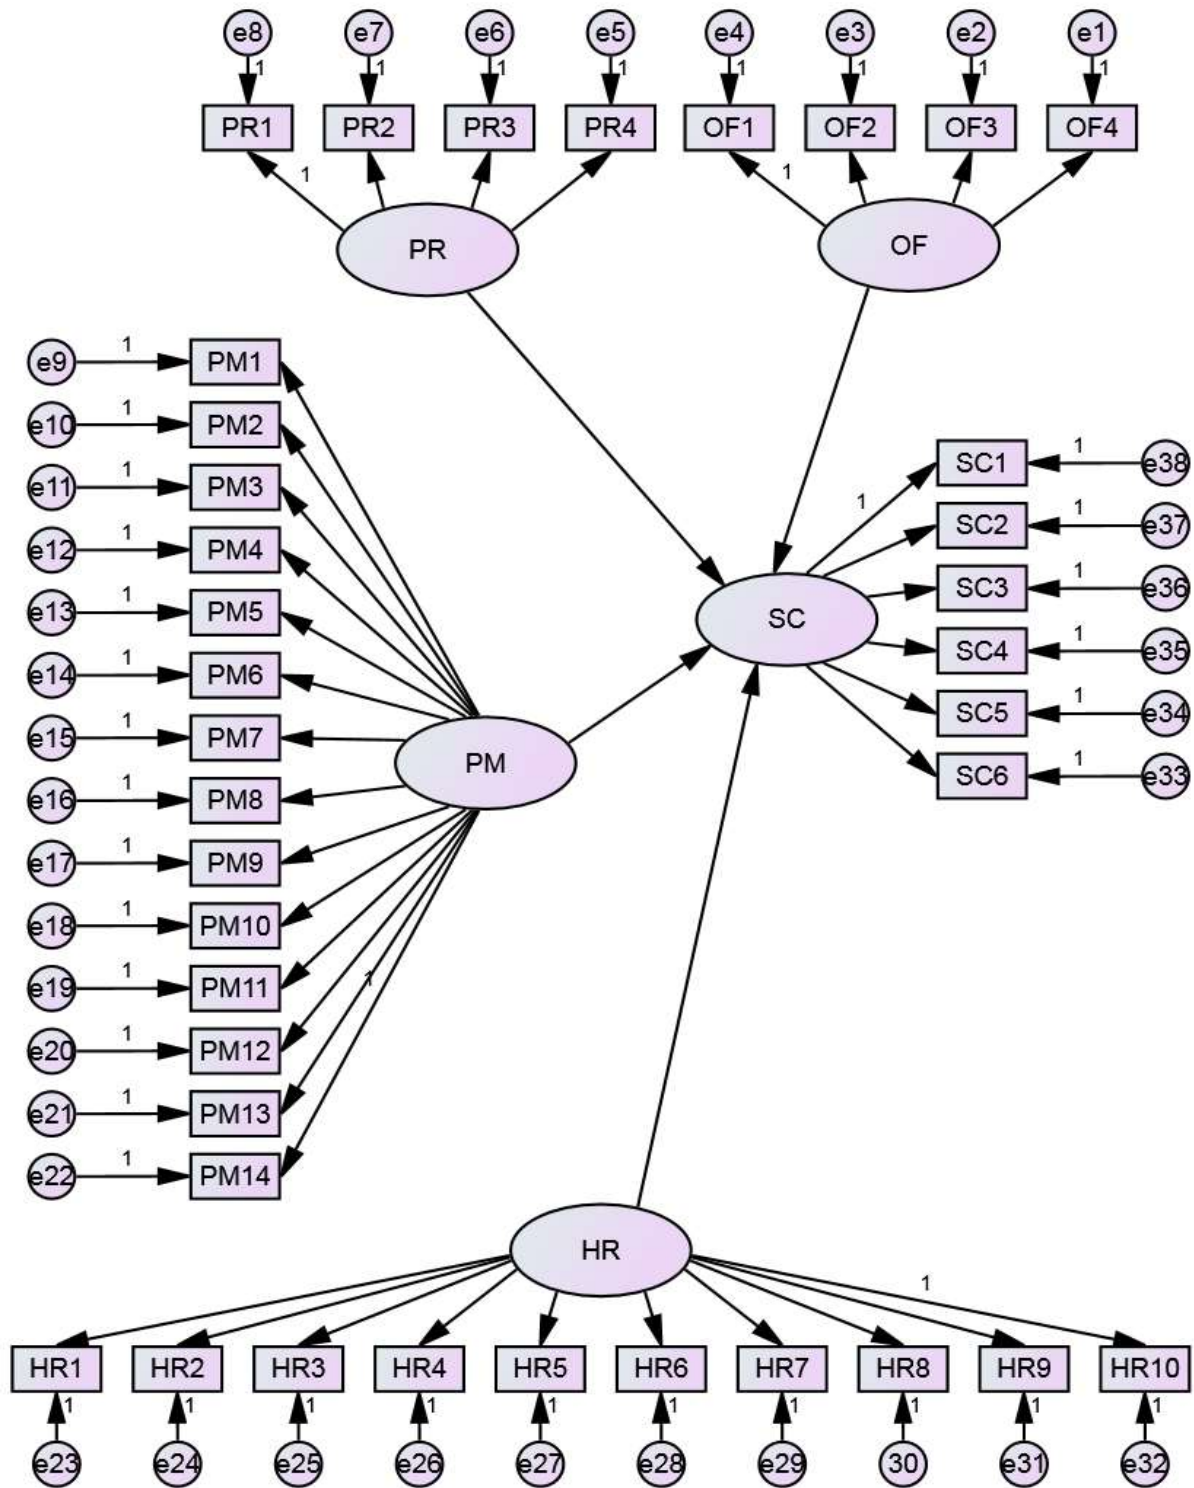 e8 e7 e6 e5 e4 e3 e2 e1
1 1 1 1 1 1 1 1
PR1 PR2 PR3 PR4 OF1 OF2 OF3 OF4
1 1
PR OF
e9 1 PM1
e10 1 PM2
SC1 1 e38
e11 1 PM3
1
SC2 1 e37
e12 1 PM4
SC3 1 e36
e13 1 PM5
SC
SC4 1 e35
e14 1 PM6
SC5 1 e34
e15 1 PM7
PM
SC6 1 e33
e16 1 PM8
e17 1 PM9
e18 1 PM10
1
e19 1 PM11
e20 1 PM12
e21 1 PM13
e22 1 PM14
HR
1
HR1 HR2 HR3 HR4 HR5 HR6 HR7 HR8 HR9 HR10
1 1 1 1 1 1 1 1 1 1
e23 e24 e25 e26 e27 e28 e29 30 e31 e32